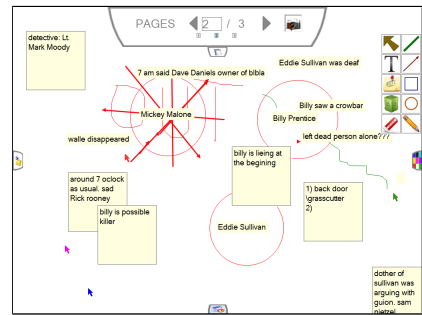 PAGES 2 / 3
detective: Lt.
Mark Moody
Eddie Sullivan was deaf
7 am said Dave Daniels owner of bibla
Billy saw a crowbar
Mickey Malone
Billy Prentice
walle disappeared
left dead person alone???
billy is lieing at
the begining
around 7 oclock
as usual. sad
Rick rooney
1) back door
\grasscutter
2)
billy is possible
killer
Eddie Sullivan
dother of
sullivan was
arguing with
guion. sam
nietzel
T